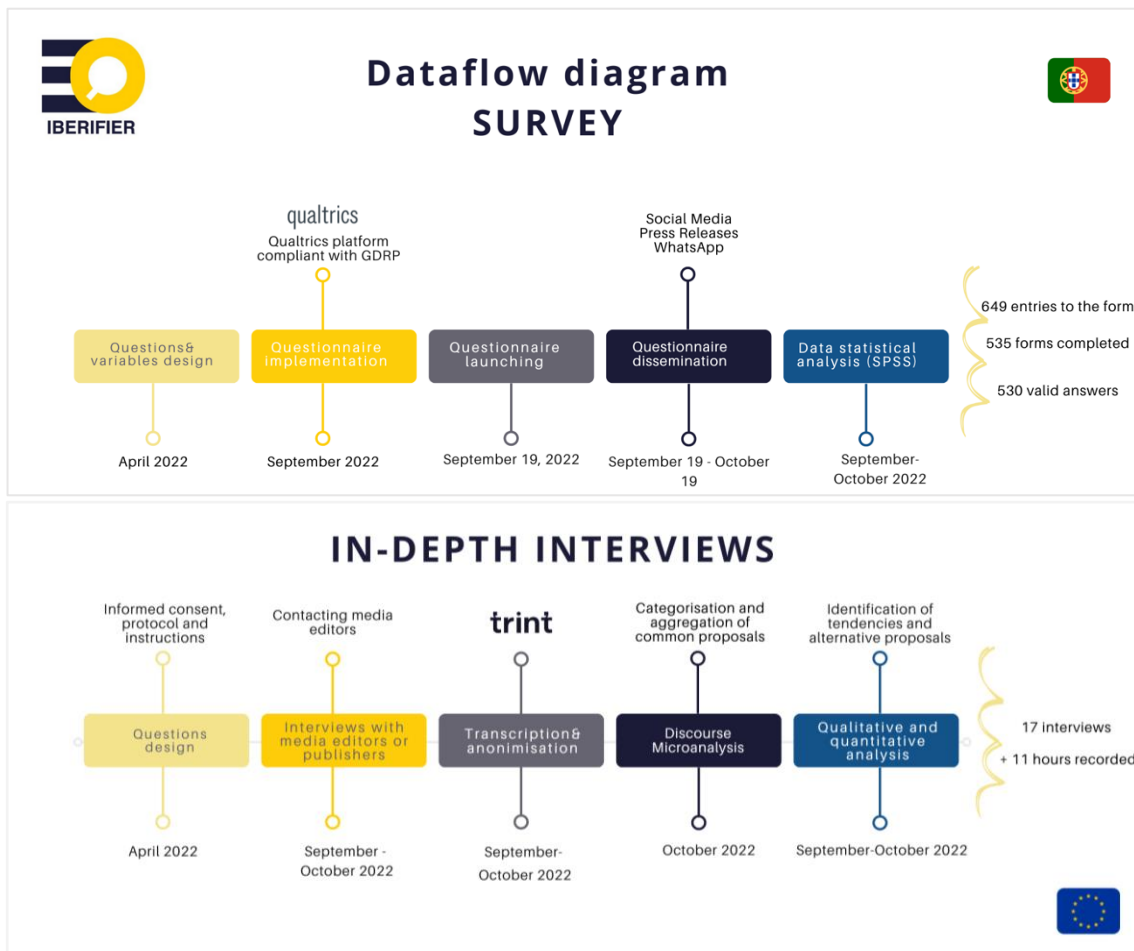 IBERIFIER
Dataflow diagram
SURVEY
qualtrics
Qualtrics platform
compliant with GDRP
Social Media
Press Releases
WhatsApp
Questions&
variables design
Questionnaire
Implementation
Questionnaire
launching
Questionnaire
dissemination
Data statistical
analysis (SPSS)
649 entries to the form
535 forms completed
530 valid answers
April 2022
September 2022
September 19, 2022
September 19 - October
19
September-
October 2022
IN-DEPTH INTERVIEWS
Informed consent,
protocol and
instructions
Contacting media
editors
trint
Categorisation and
aggregation of
common proposals
Identification of
tendencies and
alternative proposals
Questions
design
Interviews with
media editors or
publishers
Transcription&
anonimisation
Discourse
Microanalysis
Qualitative and
quantitative
analysis
17 interviews
+ 11 hours recorded
April 2022
September -
October 2022
September-
October 2022
October 2022
September-October 2022